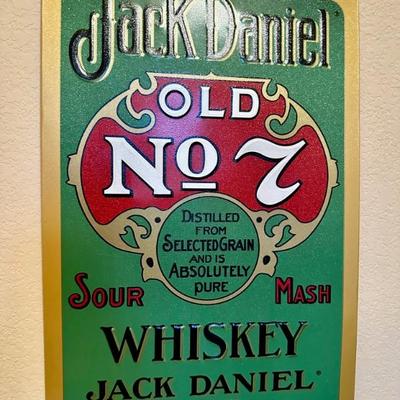 Jack Daniel
OLD
No 7
DISTILLED
FROM
SELECTED GRAIN
AND IS
ABSOLUTELY
PURE
SOUR MASH
WHISKEY
JACK DANIEL